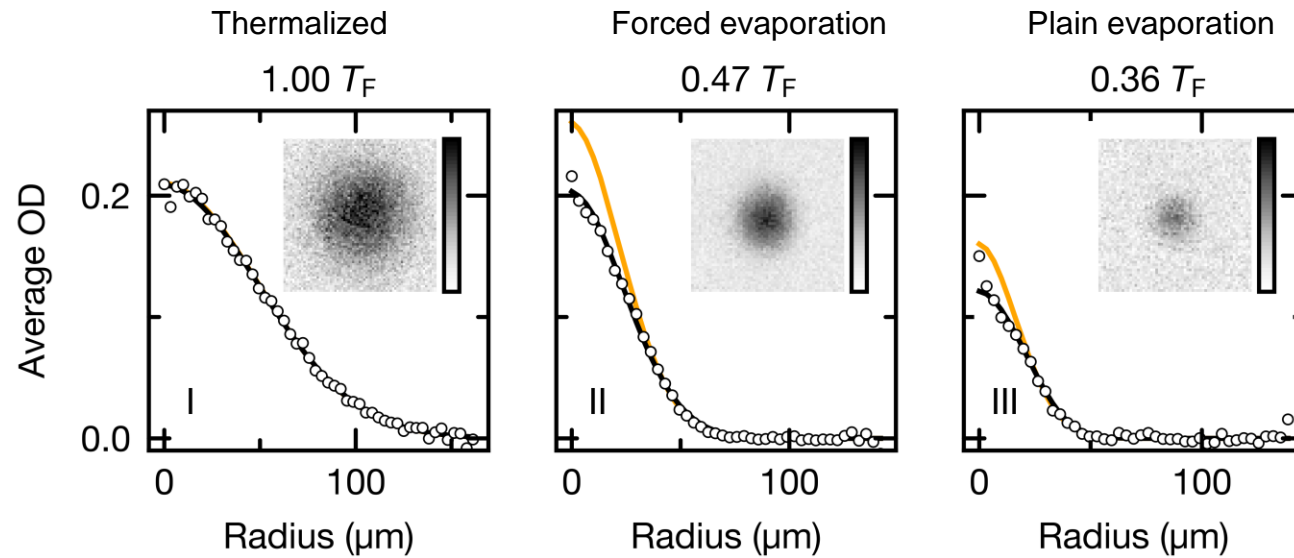 Thermalized
Forced evaporation
Plain evaporation
1.00 T_F
0.47 T_F
0.36 T_F
Average OD
0.2
0.0
I
II
III
0 100
0 100
0 100
Radius (µm)
Radius (µm)
Radius (µm)